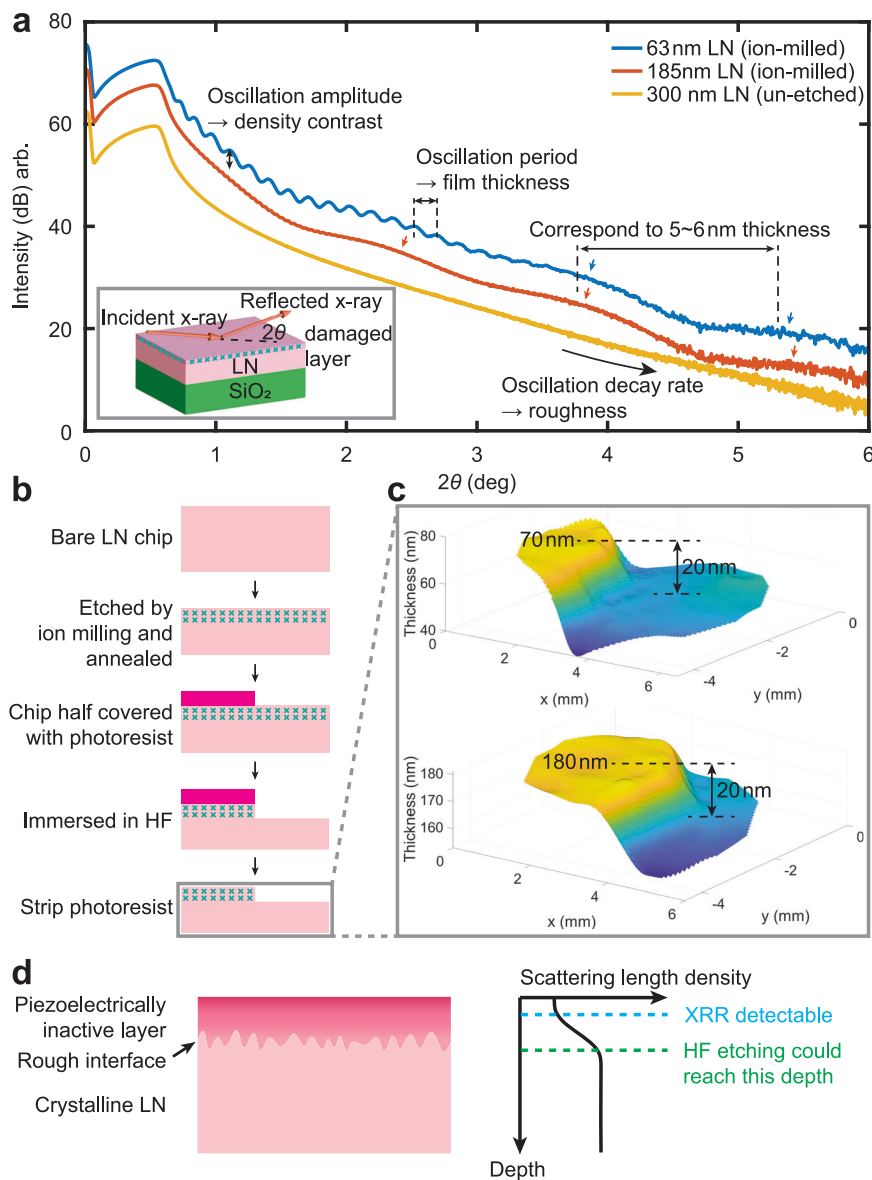 a
80
60
40
20
0
Intensity (dB) arb.
63 nm LN (ion-milled)
185nm LN (ion-milled)
300 nm LN (un-etched)
Oscillation amplitude
→ density contrast
Oscillation period
→ film thickness
Correspond to 5~6 nm thickness
Incident x-ray
Reflected x-ray
2θ
damaged
layer
LN
SiO₂
Oscillation decay rate
→ roughness
0 1 2 3 4 5 6
2θ (deg)
b
Bare LN chip
Etched by
ion milling and
annealed
Chip half covered
with photoresist
Immersed in HF
Strip photoresist
c
80
60
40
Thickness (nm)
70 nm
20 nm
0
2
4
6
x (mm)
-4
-2
0
y (mm)
180
170
160
Thickness (nm)
180 nm
20 nm
0
2
4
6
x (mm)
-4
-2
0
y (mm)
d
Piezoelectrically
inactive layer
Rough interface
Crystalline LN
Scattering length density
XRR detectable
HF etching could
reach this depth
Depth